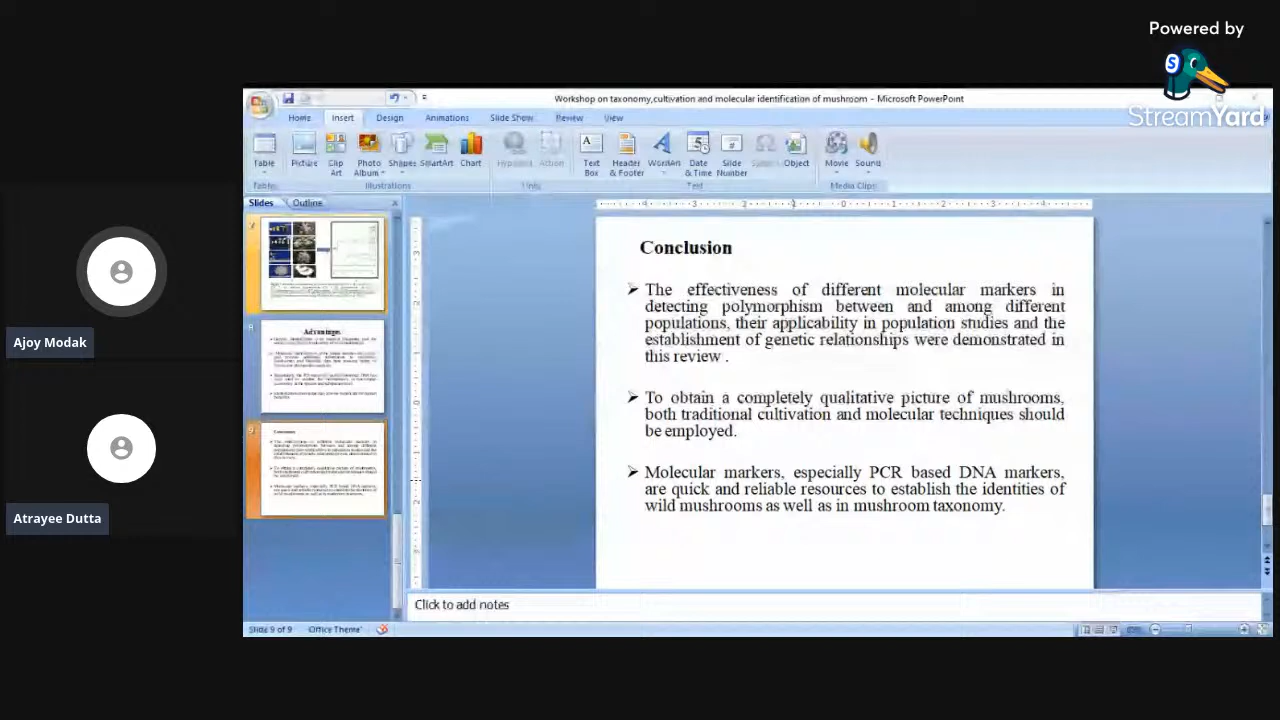 Powered by
StreamYard
Workshop on taxonomy,cultivation and molecular identification of mushroom - Microsoft PowerPoint
Home Insert Design Animations Slide Show Review View
Table Picture Clip Art Photo Album Shapes SmartArt Chart Hyperlink Action Text Box Header & Footer WordArt Date & Time Slide Number Object Movie Sound
Tables Illustrations Links Text Media Clips
Slides Outline
7
8
Advantages
9
Conclusion
Conclusion
➢ The effectiveness of different molecular markers in
detecting polymorphism between and among different
populations, their applicability in population studies and the
establishment of genetic relationships were demonstrated in
this review .
➢ To obtain a completely qualitative picture of mushrooms,
both traditional cultivation and molecular techniques should
be employed.
➢ Molecular markers, especially PCR based DNA markers,
are quick and reliable resources to establish the identities of
wild mushrooms as well as in mushroom taxonomy.
Click to add notes
Slide 9 of 9 "Office Theme"
Ajoy Modak
Atrayee Dutta